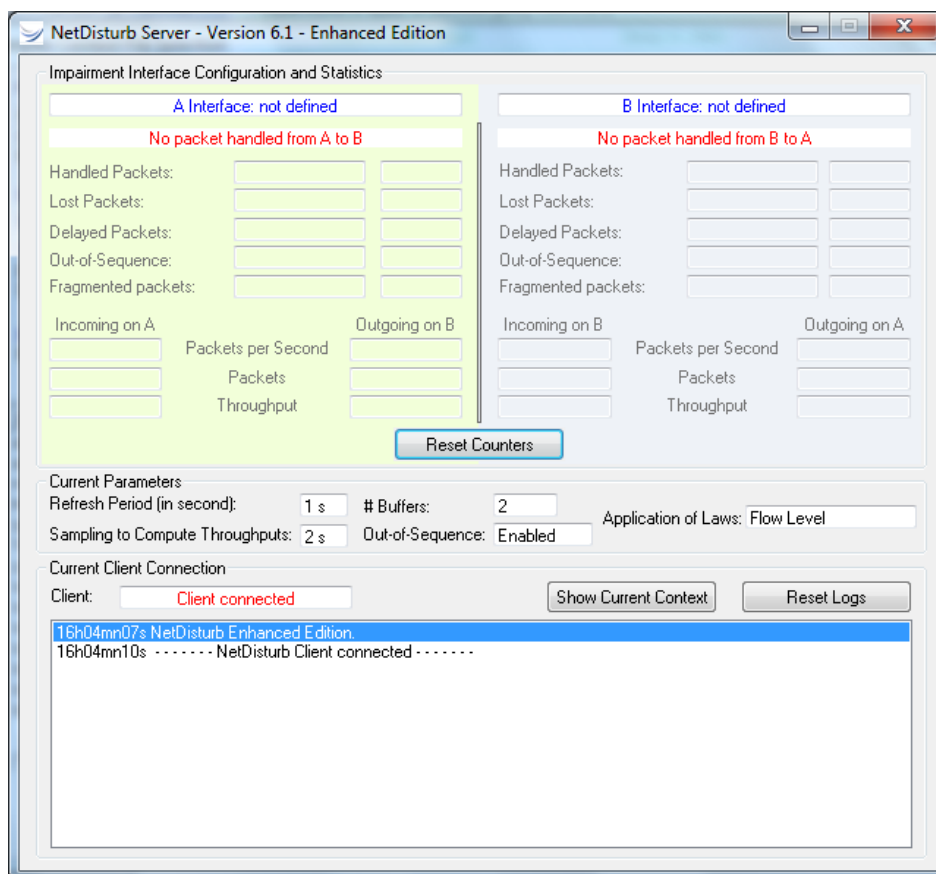 NetDisturb Server - Version 6.1 - Enhanced Edition
Impairment Interface Configuration and Statistics
A Interface: not defined
No packet handled from A to B
Handled Packets:
Lost Packets:
Delayed Packets:
Out-of-Sequence:
Fragmented packets:
Incoming on A Outgoing on B
Packets per Second
Packets
Throughput
B Interface: not defined
No packet handled from B to A
Handled Packets:
Lost Packets:
Delayed Packets:
Out-of-Sequence:
Fragmented packets:
Incoming on B Outgoing on A
Packets per Second
Packets
Throughput
Reset Counters
Current Parameters
Refresh Period (in second): 1 s # Buffers: 2
Sampling to Compute Throughputs: 2 s Out-of-Sequence: Enabled
Application of Laws: Flow Level
Current Client Connection
Client: Client connected Show Current Context Reset Logs
16h04mn07s NetDisturb Enhanced Edition.
16h04mn10s - - - - - - - NetDisturb Client connected - - - - - - -